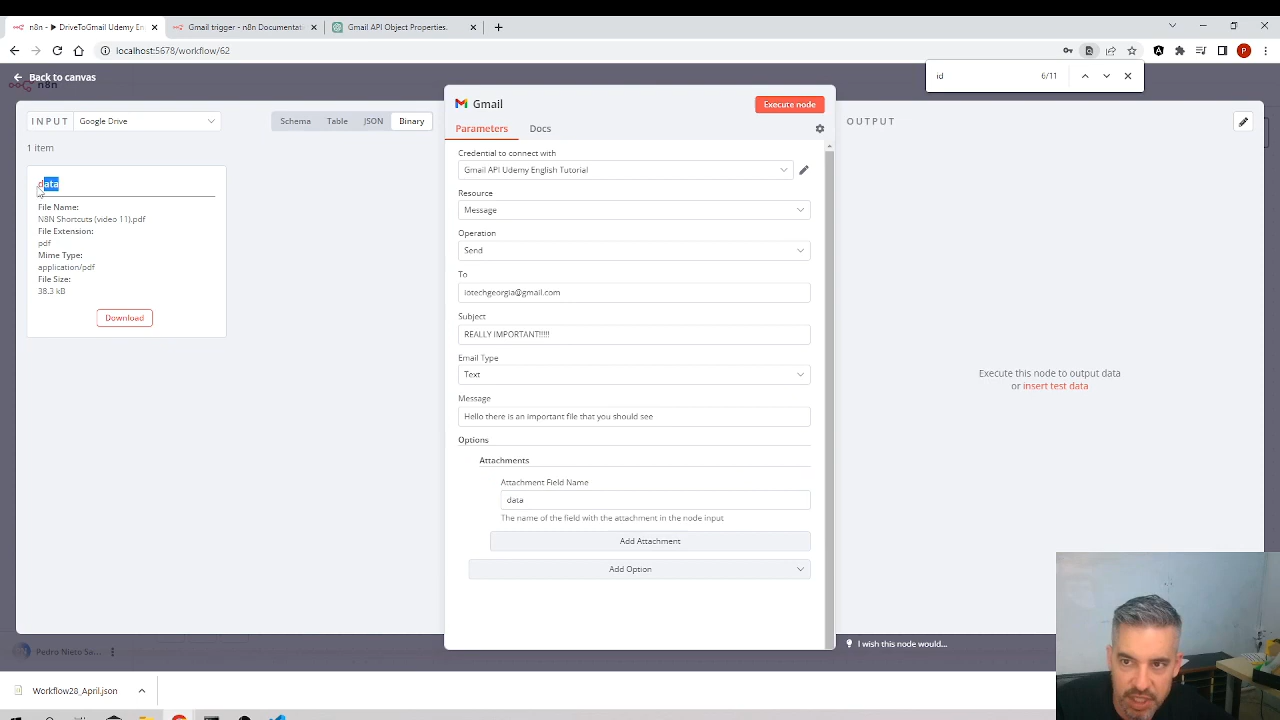 n8n - ▶ DriveToGmail Udemy En
Gmail trigger - n8n Documentat
Gmail API Object Properties.
localhost:5678/workflow/62
P
id
6/11
Back to canvas
n8n
INPUT
Google Drive
Schema
Table
JSON
Binary
1 item
data
File Name:
N8N Shortcuts (video 11).pdf
File Extension:
pdf
Mime Type:
application/pdf
File Size:
38.3 kB
Download
Gmail
Execute node
Parameters
Docs
Credential to connect with
Gmail API Udemy English Tutorial
Resource
Message
Operation
Send
To
iotechgeorgia@gmail.com
Subject
REALLY IMPORTANT!!!!!
Email Type
Text
Message
Hello there is an important file that you should see
Options
Attachments
Attachment Field Name
data
The name of the field with the attachment in the node input
Add Attachment
Add Option
OUTPUT
Execute this node to output data
or insert test data
I wish this node would...
Pedro Nieto Sa...
Workflow28_April.json